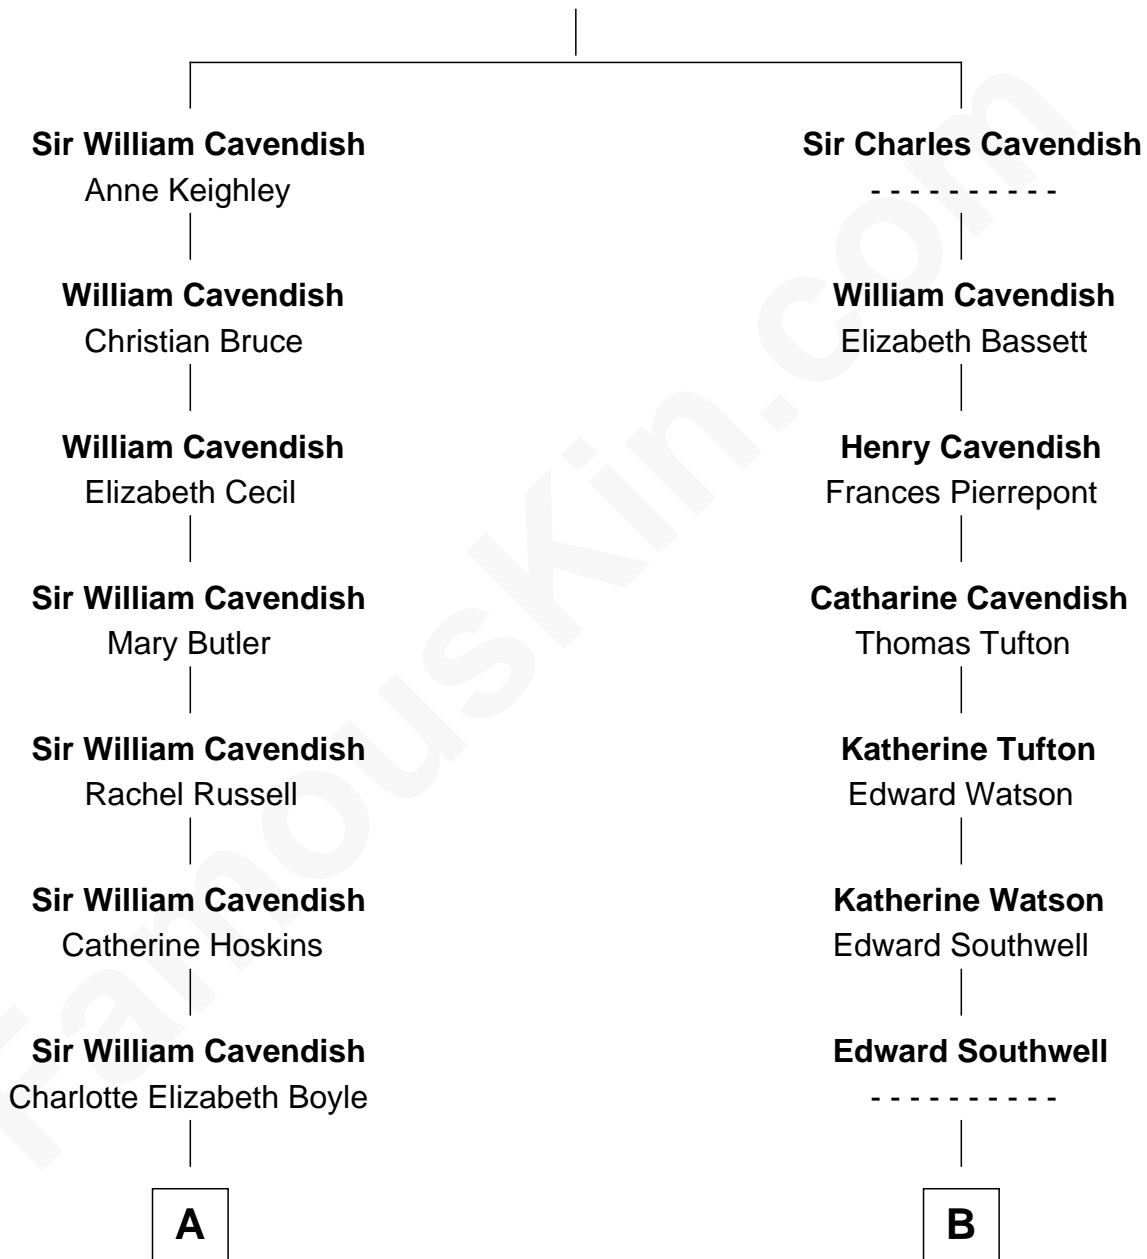 Sir William Cavendish
Anne Keighley
William Cavendish
Christian Bruce
William Cavendish
Elizabeth Cecil
Sir William Cavendish
Mary Butler
Sir William Cavendish
Rachel Russell
Sir William Cavendish
Catherine Hoskins
Sir William Cavendish
Charlotte Elizabeth Boyle
A
Sir Charles Cavendish
- - - - - - - - - -
William Cavendish
Elizabeth Bassett
Henry Cavendish
Frances Pierrepont
Catharine Cavendish
Thomas Tufton
Katherine Tufton
Edward Watson
Katherine Watson
Edward Southwell
Edward Southwell
- - - - - - - - - -
B
FamousKin.com